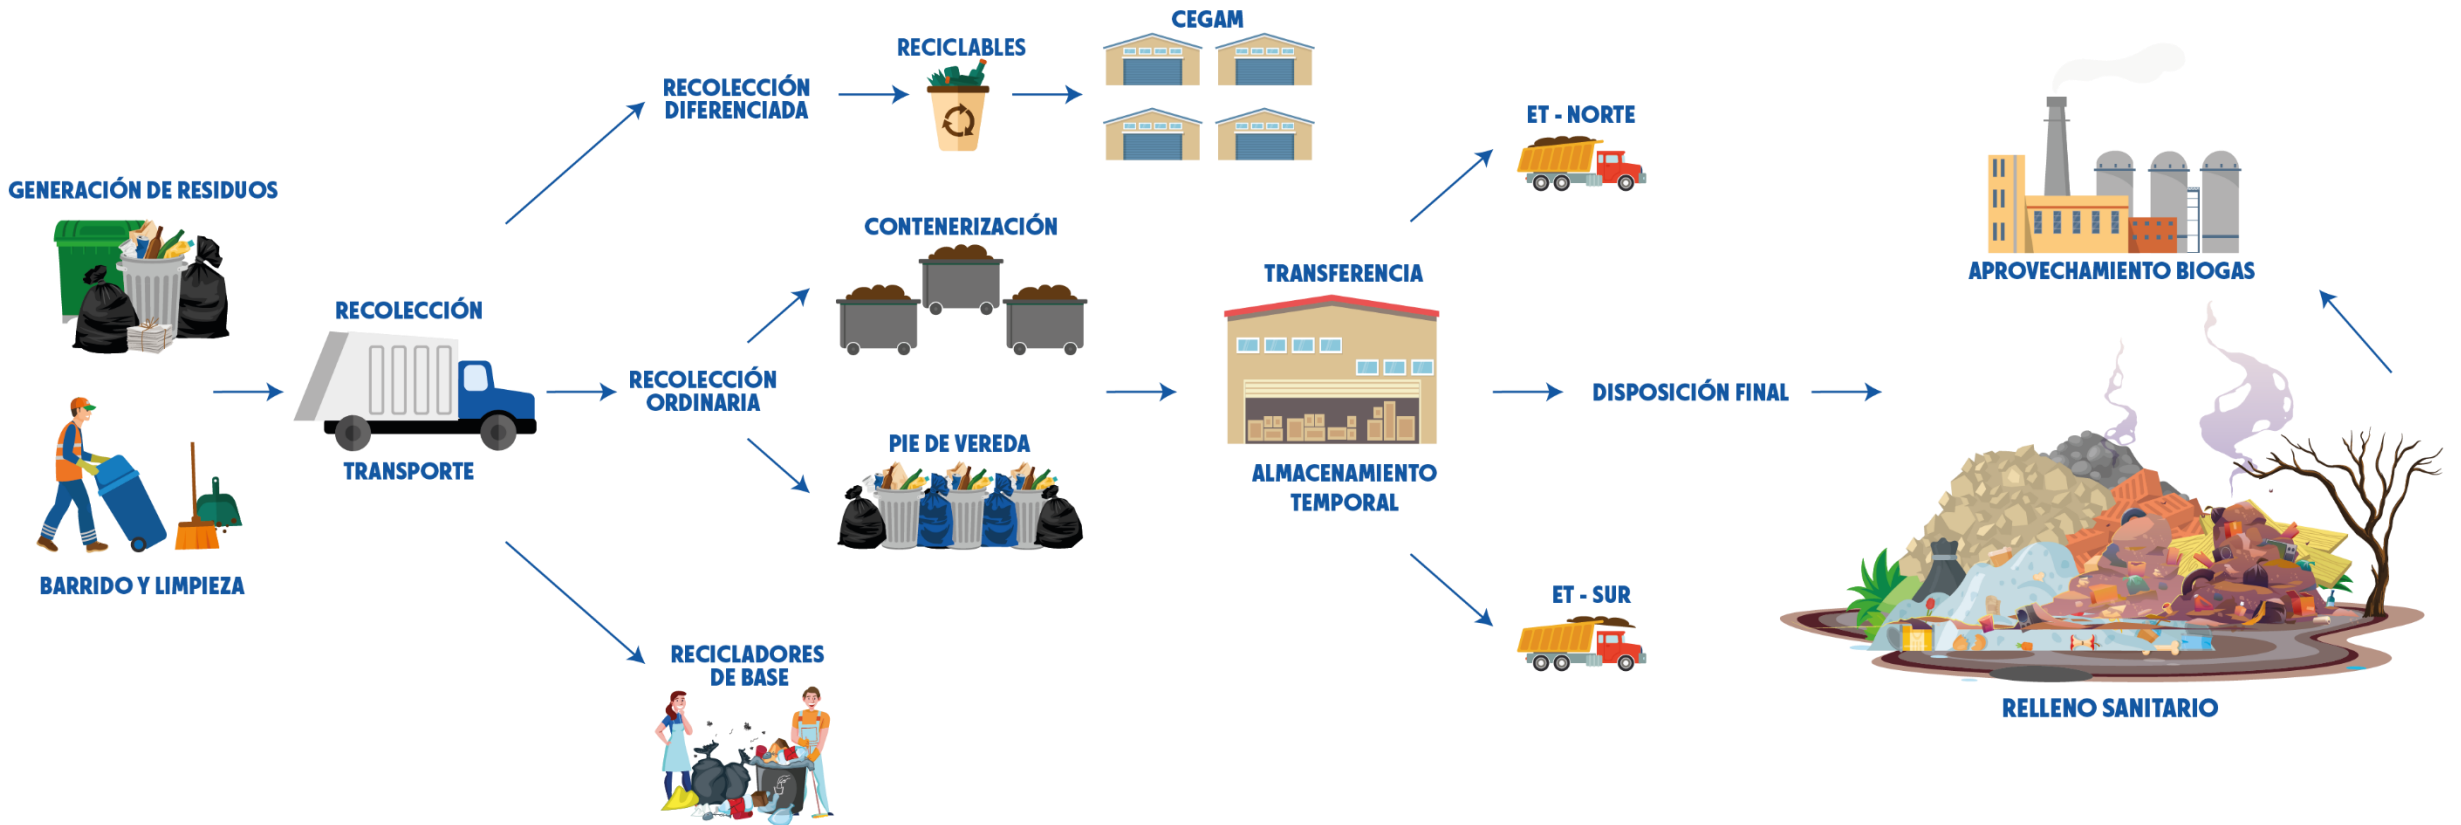 GENERACIÓN DE RESIDUOS
BARRIDO Y LIMPIEZA
RECOLECCIÓN
TRANSPORTE
RECOLECCIÓN
DIFERENCIADA
RECICLABLES
CEGAM
RECOLECCIÓN
ORDINARIA
CONTENERIZACIÓN
PIE DE VEREDA
RECICLADORES
DE BASE
TRANSFERENCIA
ALMACENAMIENTO
TEMPORAL
ET - NORTE
ET - SUR
DISPOSICIÓN FINAL
APROVECHAMIENTO BIOGAS
RELLENO SANITARIO